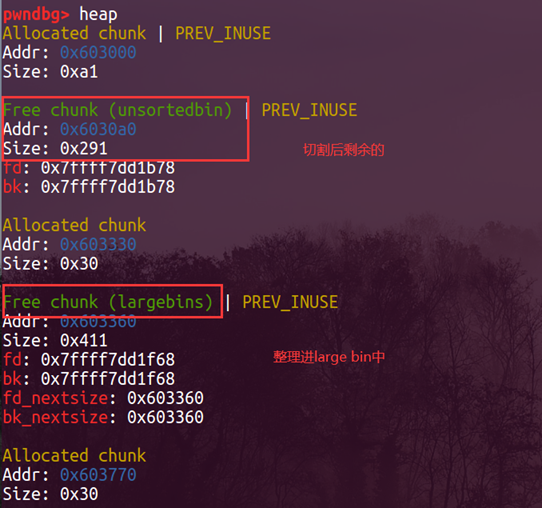 pwndbg> heap
Allocated chunk | PREV_INUSE
Addr: 0x603000
Size: 0xa1
Free chunk (unsortedbin) | PREV_INUSE
Addr: 0x6030a0
Size: 0x291
切割后剩余的
fd: 0x7ffff7dd1b78
bk: 0x7ffff7dd1b78
Allocated chunk
Addr: 0x603330
Size: 0x30
Free chunk (largebins) | PREV_INUSE
Addr: 0x603360
Size: 0x411
fd: 0x7ffff7dd1f68
整理进large bin中
bk: 0x7ffff7dd1f68
fd_nextsize: 0x603360
bk_nextsize: 0x603360
Allocated chunk
Addr: 0x603770
Size: 0x30